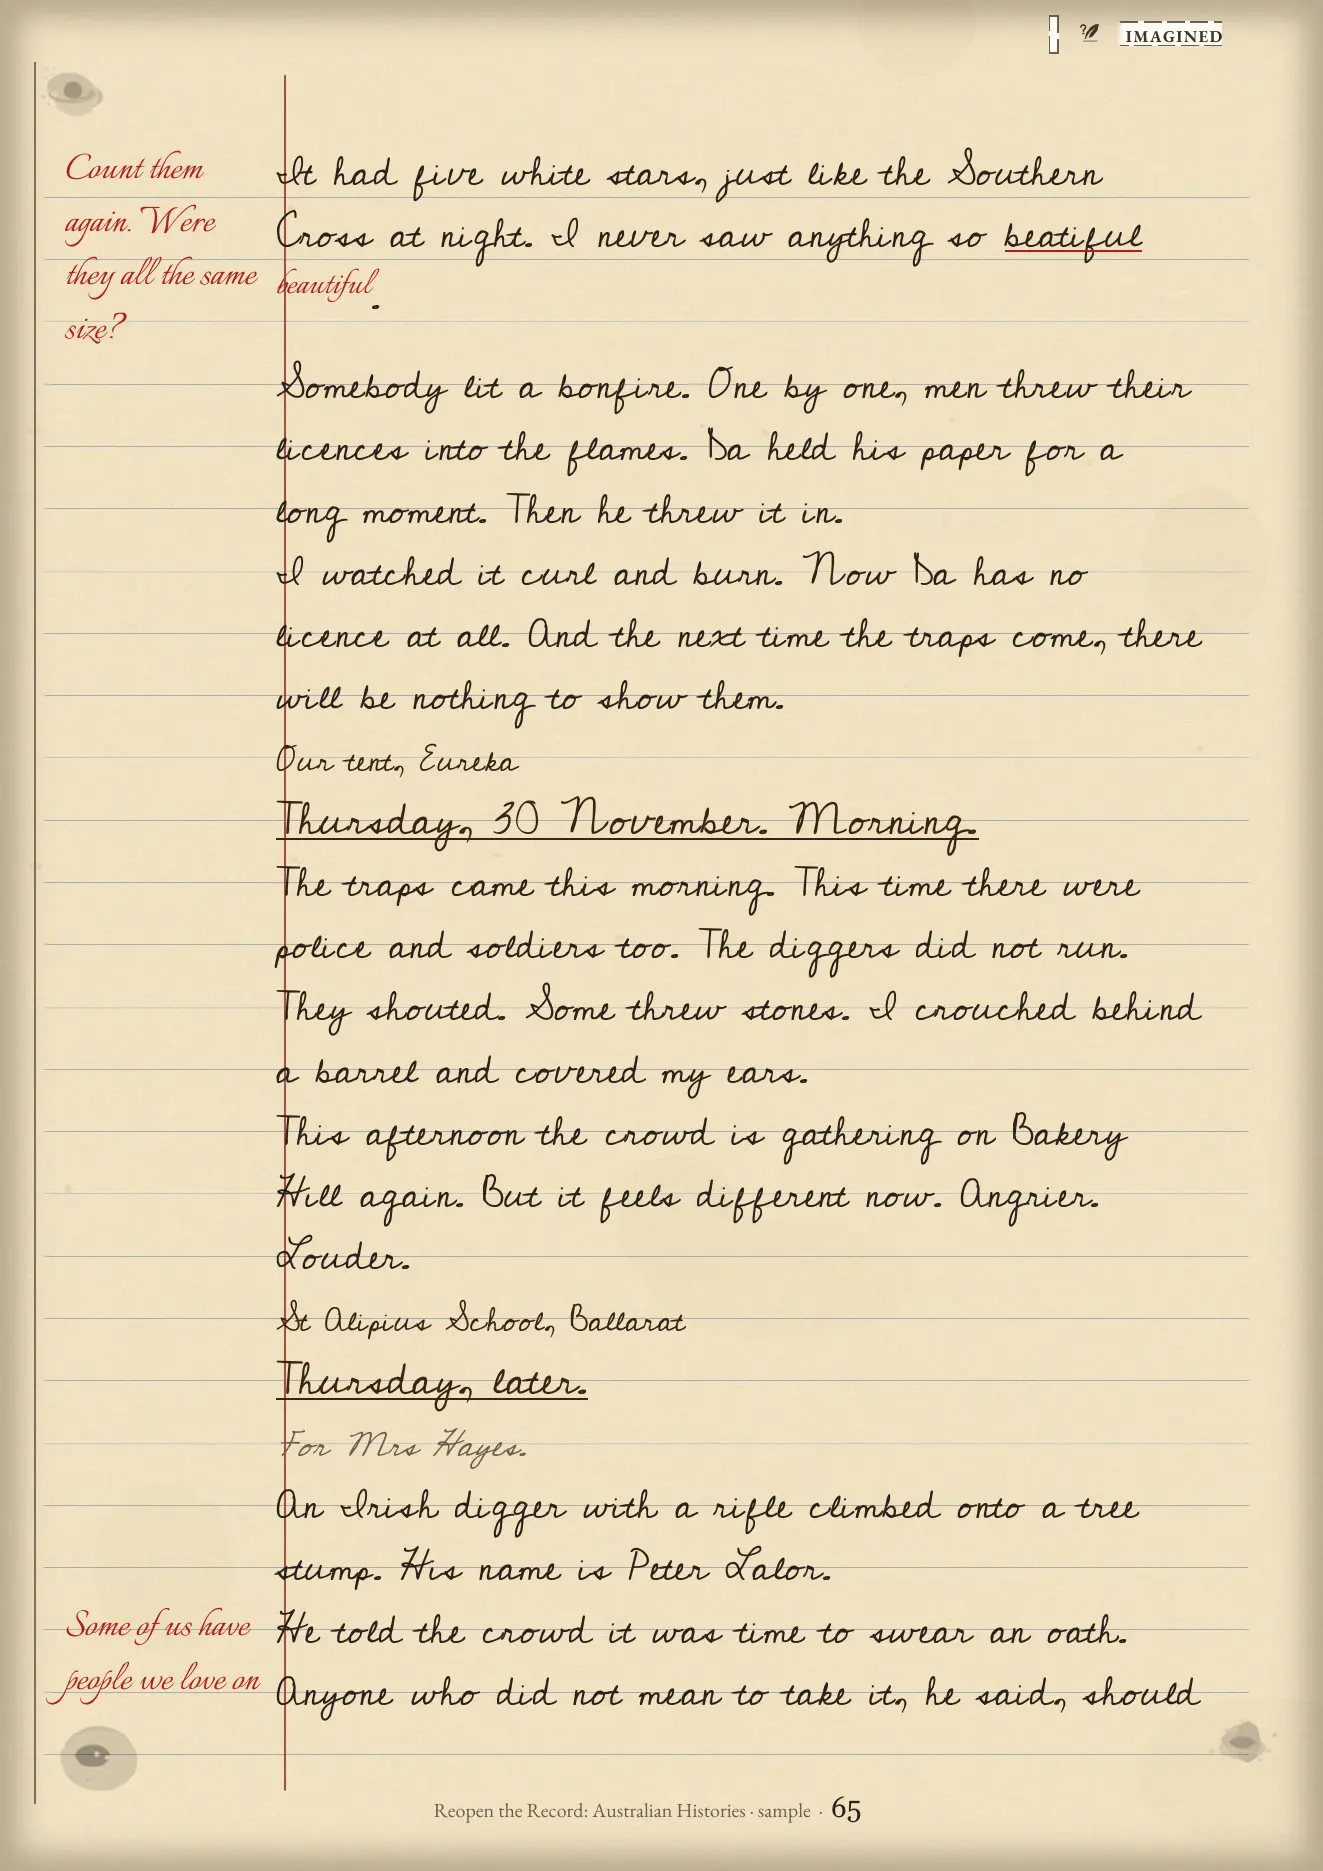 IMAGINED
Count them
again. Were
they all the same
size?
It had five white stars, just like the Southern
Cross at night. I never saw anything so beatiful
beautiful
.
Somebody lit a bonfire. One by one, men threw their
licences into the flames. Da held his paper for a
long moment. Then he threw it in.
I watched it curl and burn. Now Da has no
licence at all. And the next time the traps come, there
will be nothing to show them.
Our tent, Eureka
Thursday, 30 November. Morning.
The traps came this morning. This time there were
police and soldiers too. The diggers did not run.
They shouted. Some threw stones. I crouched behind
a barrel and covered my ears.
This afternoon the crowd is gathering on Bakery
Hill again. But it feels different now. Angrier.
Louder.
St Alipius School, Ballarat
Thursday, later.
For Mrs Hayes.
An Irish digger with a rifle climbed onto a tree
stump. His name is Peter Lalor.
He told the crowd it was time to swear an oath.
Anyone who did not mean to take it, he said, should
Some of us have
people we love on
Reopen the Record: Australian Histories · sample · 65